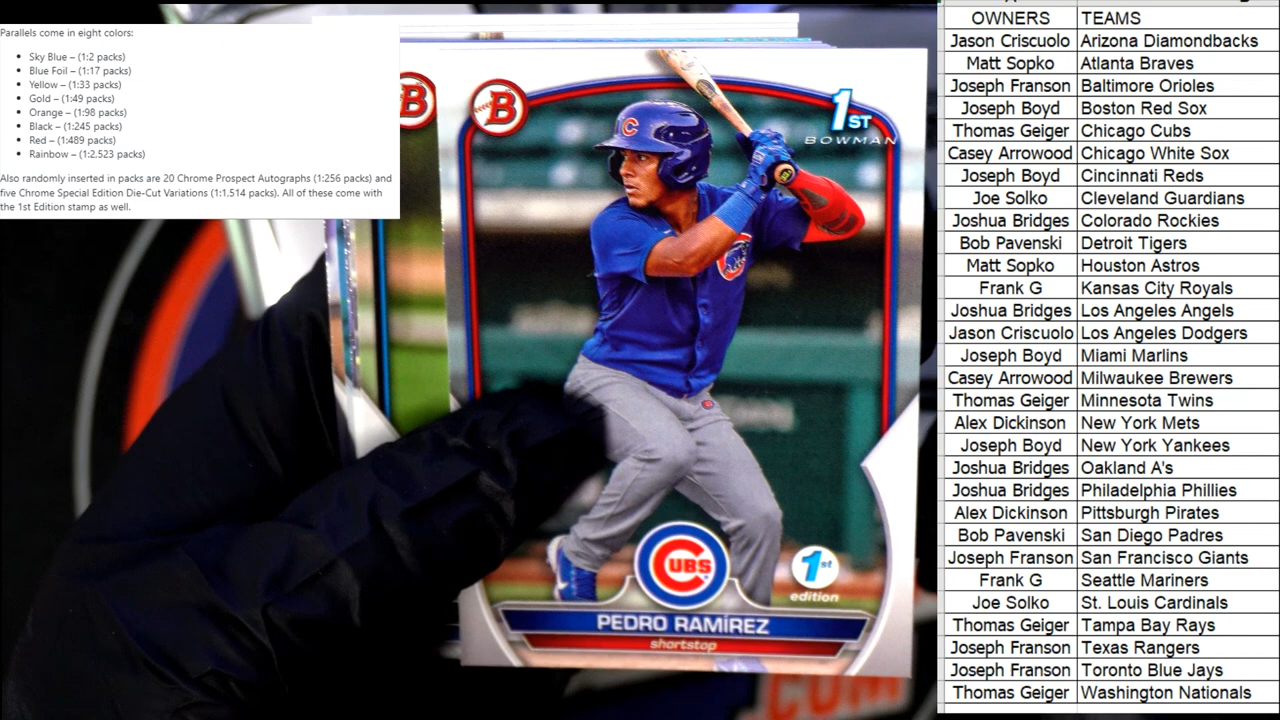 Parallels come in eight colors:
Sky Blue – (1:2 packs)
Blue Foil – (1:17 packs)
Yellow – (1:33 packs)
Gold – (1:49 packs)
Orange – (1:98 packs)
Black – (1:245 packs)
Red – (1:489 packs)
Rainbow – (1:2.523 packs)
Also randomly inserted in packs are 20 Chrome Prospect Autographs (1:256 packs) and
five Chrome Special Edition Die-Cut Variations (1:1,514 packs). All of these come with
the 1st Edition stamp as well.
B
B
1ST
BOWMAN
C
CUBS
1st
edition
PEDRO RAMÍREZ
shortstop
OWNERS TEAMS
Jason Criscuolo Arizona Diamondbacks
Matt Sopko Atlanta Braves
Joseph Franson Baltimore Orioles
Joseph Boyd Boston Red Sox
Thomas Geiger Chicago Cubs
Casey Arrowood Chicago White Sox
Joseph Boyd Cincinnati Reds
Joe Solko Cleveland Guardians
Joshua Bridges Colorado Rockies
Bob Pavenski Detroit Tigers
Matt Sopko Houston Astros
Frank G Kansas City Royals
Joshua Bridges Los Angeles Angels
Jason Criscuolo Los Angeles Dodgers
Joseph Boyd Miami Marlins
Casey Arrowood Milwaukee Brewers
Thomas Geiger Minnesota Twins
Alex Dickinson New York Mets
Joseph Boyd New York Yankees
Joshua Bridges Oakland A's
Joshua Bridges Philadelphia Phillies
Alex Dickinson Pittsburgh Pirates
Bob Pavenski San Diego Padres
Joseph Franson San Francisco Giants
Frank G Seattle Mariners
Joe Solko St. Louis Cardinals
Thomas Geiger Tampa Bay Rays
Joseph Franson Texas Rangers
Joseph Franson Toronto Blue Jays
Thomas Geiger Washington Nationals